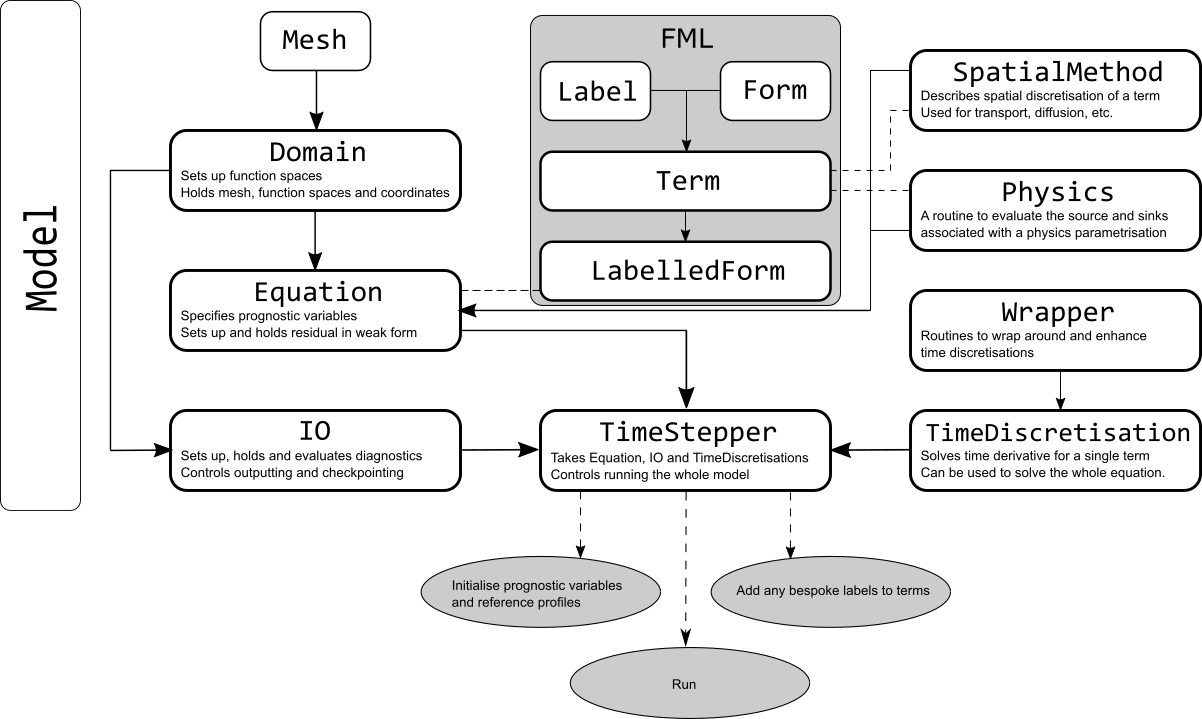 Model
Mesh
Domain
Sets up function spaces
Holds mesh, function spaces and coordinates
Equation
Specifies prognostic variables
Sets up and holds residual in weak form
IO
Sets up, holds and evaluates diagnostics
Controls outputting and checkpointing
FML
Label
Form
Term
LabelledForm
TimeStepper
Takes Equation, IO and TimeDiscretisations
Controls running the whole model
SpatialMethod
Describes spatial discretisation of a term
Used for transport, diffusion, etc.
Physics
A routine to evaluate the source and sinks
associated with a physics parametrisation
Wrapper
Routines to wrap around and enhance
time discretisations
TimeDiscretisation
Solves time derivative for a single term
Can be used to solve the whole equation.
Initialise prognostic variables
and reference profiles
Add any bespoke labels to terms
Run